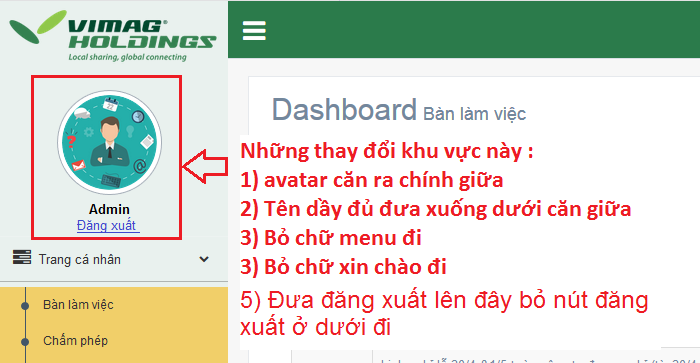 VIMAG®
HOLDINGS
Local sharing, global connecting
Admin
Đăng xuất
Trang cá nhân
Bàn làm việc
Chấm phép
Dashboard Bàn làm việc
Những thay đổi khu vực này :
1) avatar căn ra chính giữa
2) Tên dầy đủ đưa xuống dưới căn giữa
3) Bỏ chữ menu đi
3) Bỏ chữ xin chào đi
5) Đưa đăng xuất lên đây bỏ nút đăng
xuất ở dưới đi